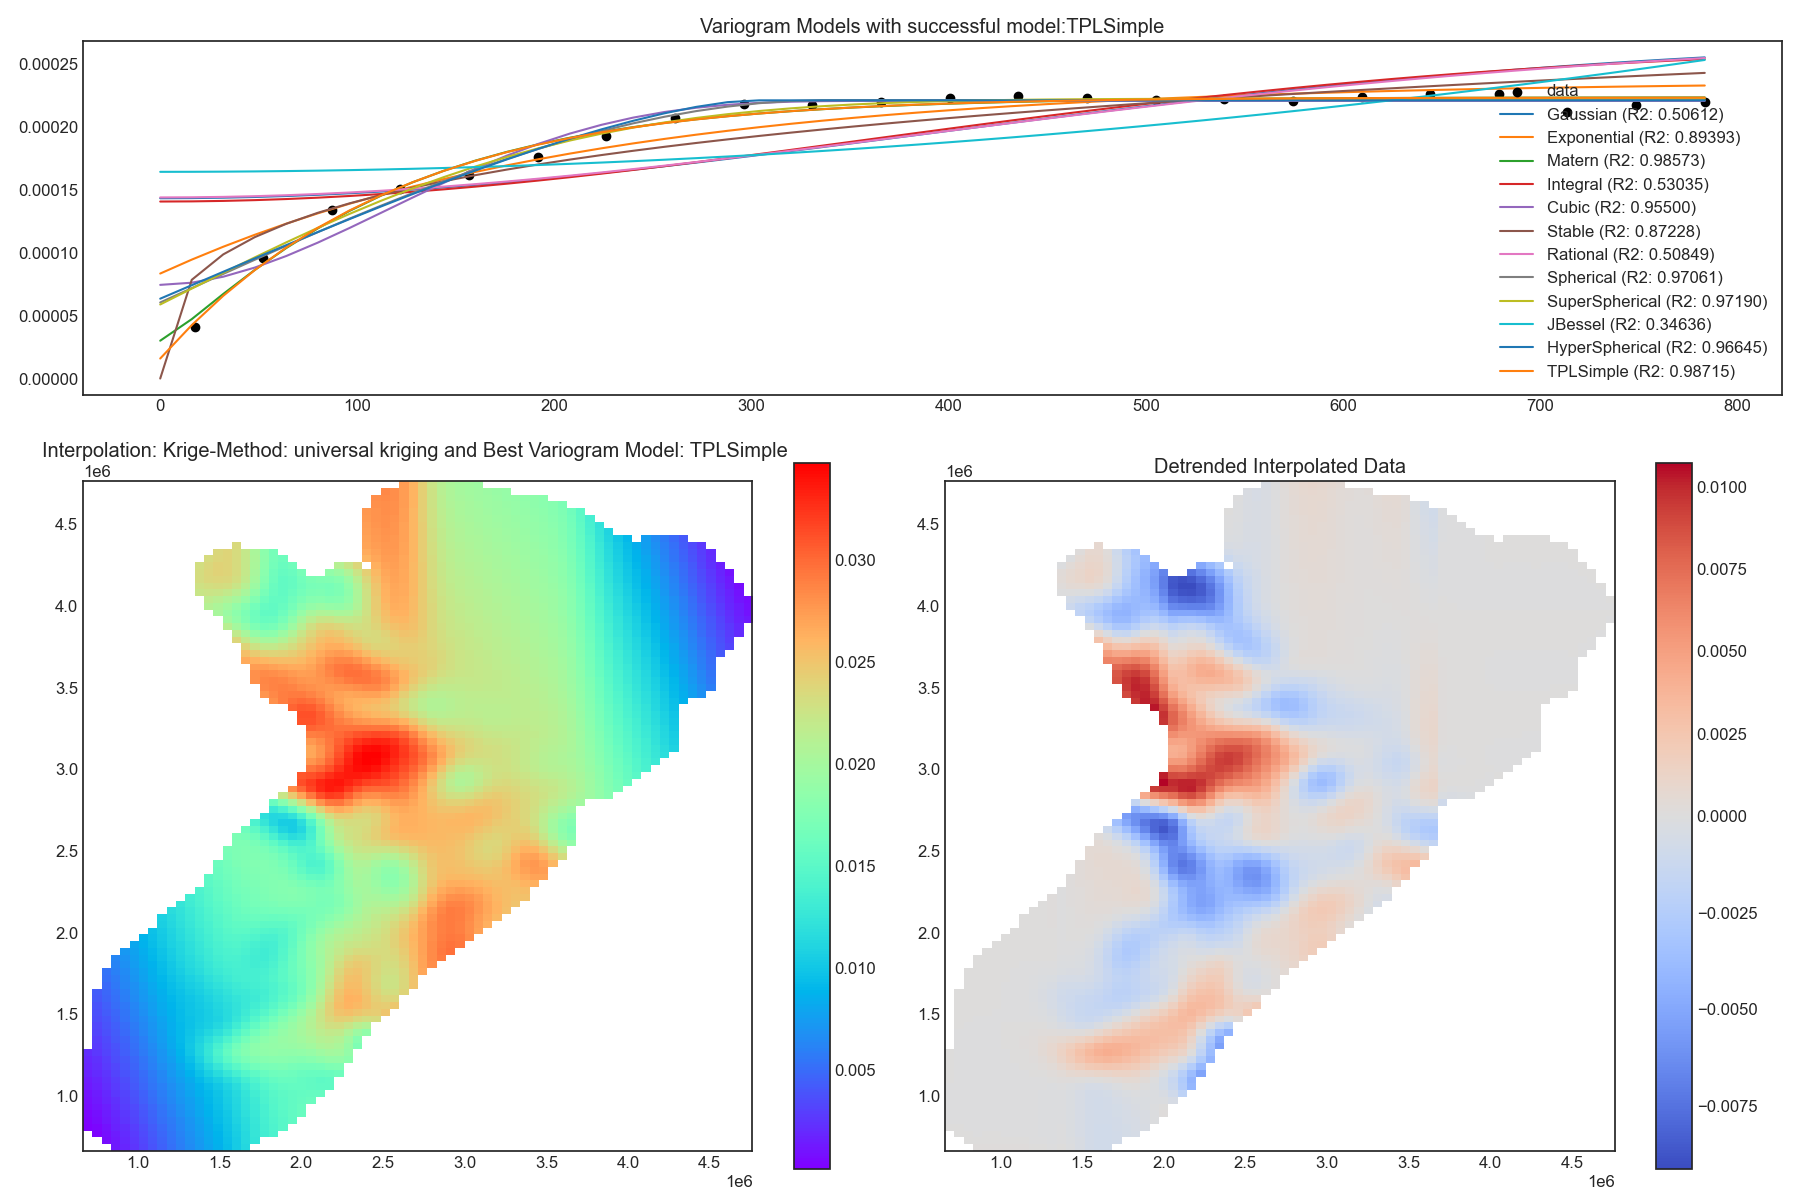 Variogram Models with successful model:TPLSimple
0.00025
0.00020
0.00015
0.00010
0.00005
0.00000
data
Gaussian (R2: 0.50612)
Exponential (R2: 0.89393)
Matern (R2: 0.98573)
Integral (R2: 0.53035)
Cubic (R2: 0.95500)
Stable (R2: 0.87228)
Rational (R2: 0.50849)
Spherical (R2: 0.97061)
SuperSpherical (R2: 0.97190)
JBessel (R2: 0.34636)
HyperSpherical (R2: 0.96645)
TPLSimple (R2: 0.98715)
0 100 200 300 400 500 600 700 800
Interpolation: Krige-Method: universal kriging and Best Variogram Model: TPLSimple
1e6
4.5
4.0
3.5
3.0
2.5
2.0
1.5
1.0
1.0 1.5 2.0 2.5 3.0 3.5 4.0 4.5
1e6
0.030
0.025
0.020
0.015
0.010
0.005
Detrended Interpolated Data
1e6
4.5
4.0
3.5
3.0
2.5
2.0
1.5
1.0
1.0 1.5 2.0 2.5 3.0 3.5 4.0 4.5
1e6
0.0100
0.0075
0.0050
0.0025
0.0000
−0.0025
−0.0050
−0.0075